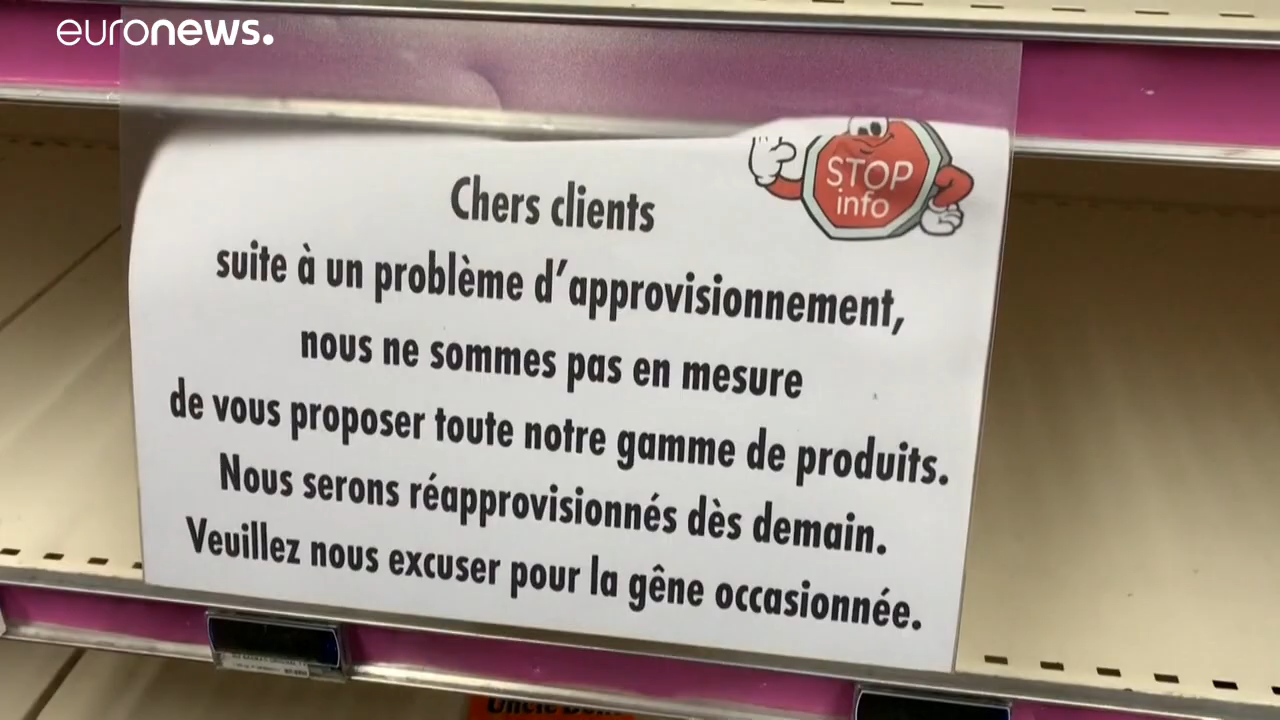 euronews.
STOP
info
Chers clients
suite à un problème d'approvisionnement,
nous ne sommes pas en mesure
de vous proposer toute notre gamme de produits.
Nous serons réapprovisionnés dès demain.
Veuillez nous excuser pour la gêne occasionnée.
Uncle